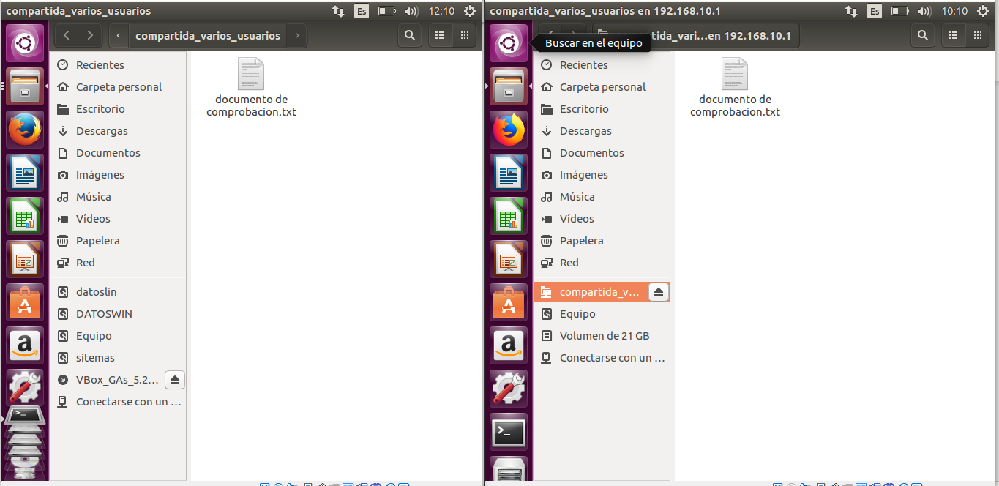 compartida_varios_usuarios
Es
12:10
compartida_varios_usuarios
Recientes
Carpeta personal
Escritorio
Descargas
Documentos
Imágenes
Música
Vídeos
Papelera
Red
datoslin
DATOSWIN
Equipo
sitemas
VBox_GAs_5.2...
Conectarse con un ...
documento de
comprobacion.txt
compartida_varios_usuarios en 192.168.10.1
Es
10:10
Buscar en el equipo
tida_vari...en 192.168.10.1
Recientes
Carpeta personal
Escritorio
Descargas
Documentos
Imágenes
Música
Vídeos
Papelera
Red
compartida_v...
Equipo
Volumen de 21 GB
Conectarse con un ...
documento de
comprobacion.txt